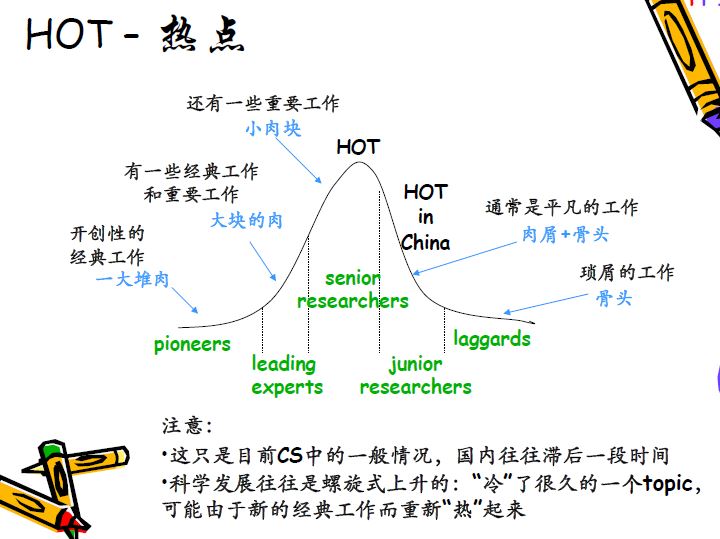 HOT - 热点
还有一些重要工作
小肉块
HOT
有一些经典工作
和重要工作
大块的肉
HOT
in
China
通常是平凡的工作
肉屑+骨头
开创性的
经典工作
一大堆肉
琐屑的工作
骨头
senior
researchers
pioneers
laggards
leading
experts
junior
researchers
注意：
•这只是目前CS中的一般情况，国内往往滞后一段时间
•科学发展往往是螺旋式上升的：“冷”了很久的一个topic，
可能由于新的经典工作而重新“热”起来